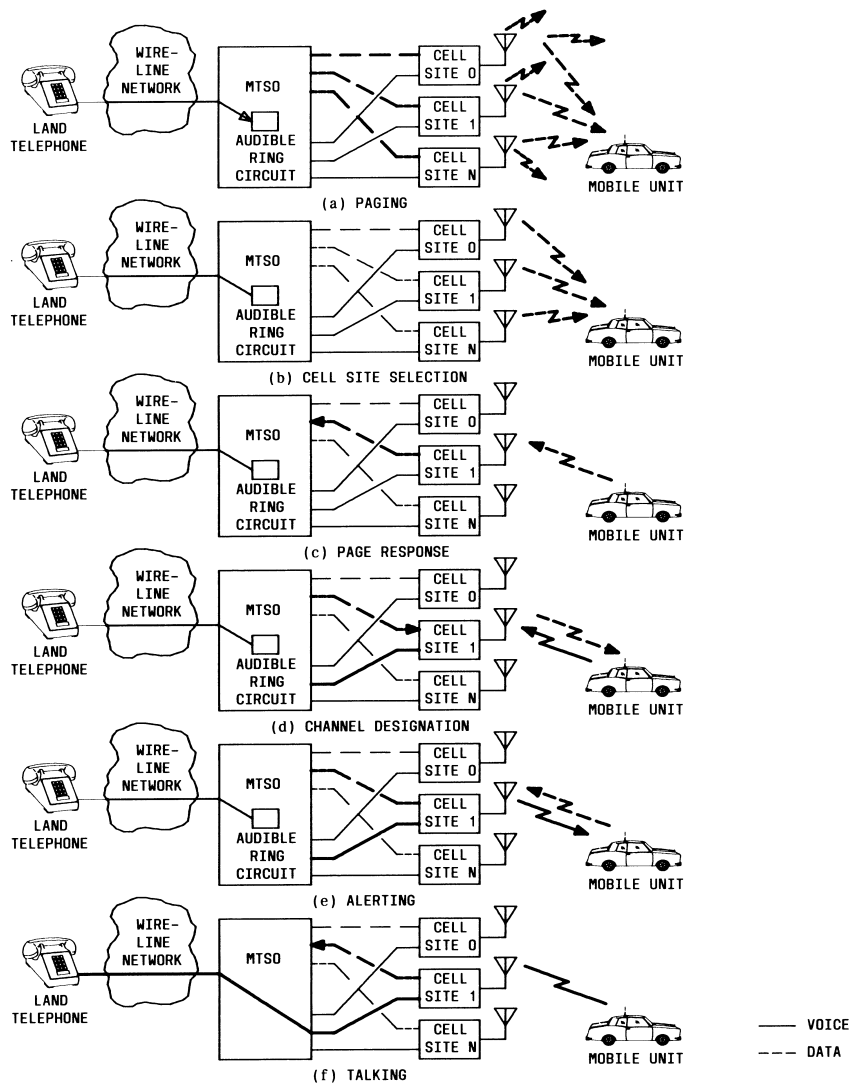 WIRE-
LINE
NETWORK
LAND
TELEPHONE
MTSO
AUDIBLE
RING
CIRCUIT
CELL
SITE 0
CELL
SITE 1
CELL
SITE N
MOBILE UNIT
(a) PAGING
WIRE-
LINE
NETWORK
LAND
TELEPHONE
MTSO
AUDIBLE
RING
CIRCUIT
CELL
SITE 0
CELL
SITE 1
CELL
SITE N
MOBILE UNIT
(b) CELL SITE SELECTION
WIRE-
LINE
NETWORK
LAND
TELEPHONE
MTSO
AUDIBLE
RING
CIRCUIT
CELL
SITE 0
CELL
SITE 1
CELL
SITE N
MOBILE UNIT
(c) PAGE RESPONSE
WIRE-
LINE
NETWORK
LAND
TELEPHONE
MTSO
AUDIBLE
RING
CIRCUIT
CELL
SITE 0
CELL
SITE 1
CELL
SITE N
MOBILE UNIT
(d) CHANNEL DESIGNATION
WIRE-
LINE
NETWORK
LAND
TELEPHONE
MTSO
AUDIBLE
RING
CIRCUIT
CELL
SITE 0
CELL
SITE 1
CELL
SITE N
MOBILE UNIT
(e) ALERTING
WIRE-
LINE
NETWORK
LAND
TELEPHONE
MTSO
CELL
SITE 0
CELL
SITE 1
CELL
SITE N
MOBILE UNIT
(f) TALKING
VOICE
DATA